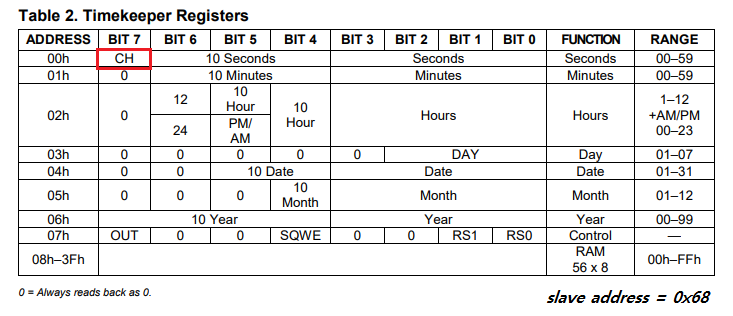 Table 2. Timekeeper Registers
ADDRESS BIT 7 BIT 6 BIT 5 BIT 4 BIT 3 BIT 2 BIT 1 BIT 0 FUNCTION RANGE
00h CH 10 Seconds Seconds Seconds 00–59
01h 0 10 Minutes Minutes Minutes 00–59
02h 0 12 10 Hour 10 Hour Hours Hours 1–12 +AM/PM 00–23
24 PM/AM
03h 0 0 0 0 0 DAY Day 01–07
04h 0 0 10 Date Date Date 01–31
05h 0 0 0 10 Month Month Month 01–12
06h 10 Year Year Year 00–99
07h OUT 0 0 SQWE 0 0 RS1 RS0 Control —
08h–3Fh RAM 56 x 8 00h–FFh
0 = Always reads back as 0.
slave address = 0x68